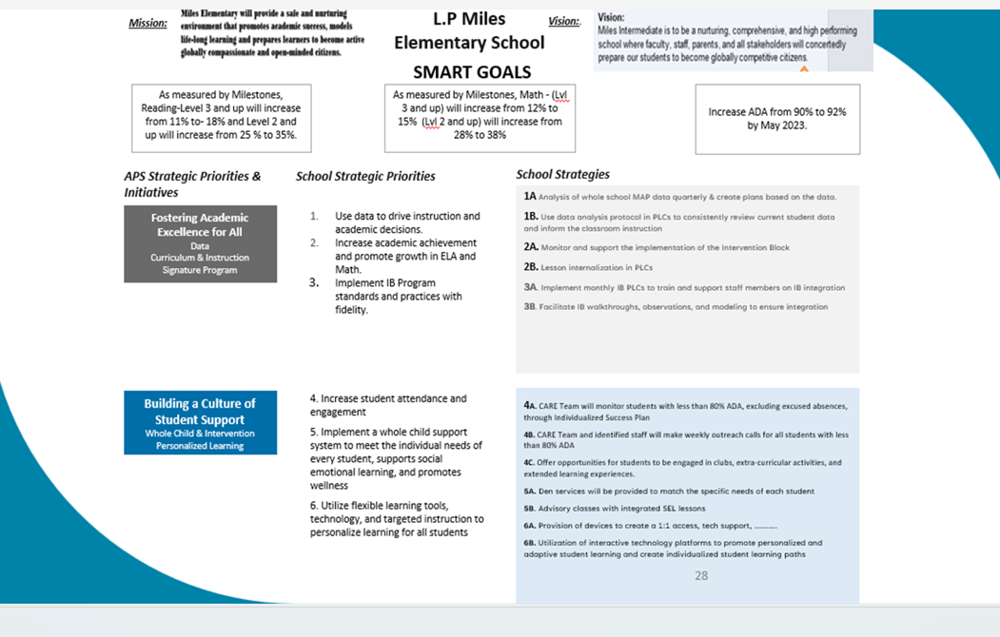 Mission:
Miles Elementary will provide a safe and nurturing
environment that promotes academic success, models
life-long learning and prepares learners to become active
globally compassionate and open-minded citizens.
L.P Miles
Elementary School
SMART GOALS
Vision:.
Vision:
Miles Intermediate is to be a nurturing, comprehensive, and high performing
school where faculty, staff, parents, and all stakeholders will concertedly
prepare our students to become globally competitive citizens.
As measured by Milestones,
Reading-Level 3 and up will increase
from 11% to- 18% and Level 2 and
up will increase from 25 % to 35%.
As measured by Milestones, Math - (Lvl
3 and up) will increase from 12% to
15% (Lvl 2 and up) will increase from
28% to 38%
Increase ADA from 90% to 92%
by May 2023.
APS Strategic Priorities &
Initiatives
School Strategic Priorities
School Strategies
Fostering Academic
Excellence for All
Data
Curriculum & Instruction
Signature Program
1. Use data to drive instruction and
academic decisions.
2. Increase academic achievement
and promote growth in ELA and
Math.
3. Implement IB Program
standards and practices with
fidelity.
1A Analysis of whole school MAP data quarterly & create plans based on the data.
1B. Use data analysis protocol in PLCs to consistently review current student data
and inform the classroom instruction
2A. Monitor and support the implementation of the Intervention Block
2B. Lesson internalization in PLCs
3A. Implement monthly IB PLCs to train and support staff members on IB integration
3B. Facilitate IB walkthroughs, observations, and modeling to ensure integration
Building a Culture of
Student Support
Whole Child & Intervention
Personalized Learning
4. Increase student attendance and
engagement
5. Implement a whole child support
system to meet the individual needs of
every student, supports social
emotional learning, and promotes
wellness
6. Utilize flexible learning tools,
technology, and targeted instruction to
personalize learning for all students
4A. CARE Team will monitor students with less than 80% ADA, excluding excused absences,
through Individualized Success Plan
4B. CARE Team and identified staff will make weekly outreach calls for all students with less
than 80% ADA
4C. Offer opportunities for students to be engaged in clubs, extra-curricular activities, and
extended learning experiences.
5A. Den services will be provided to match the specific needs of each student
5B. Advisory classes with integrated SEL lessons
6A. Provision of devices to create a 1:1 access, tech support, ..........
6B. Utilization of interactive technology platforms to promote personalized and
adaptive student learning and create individualized student learning paths
28